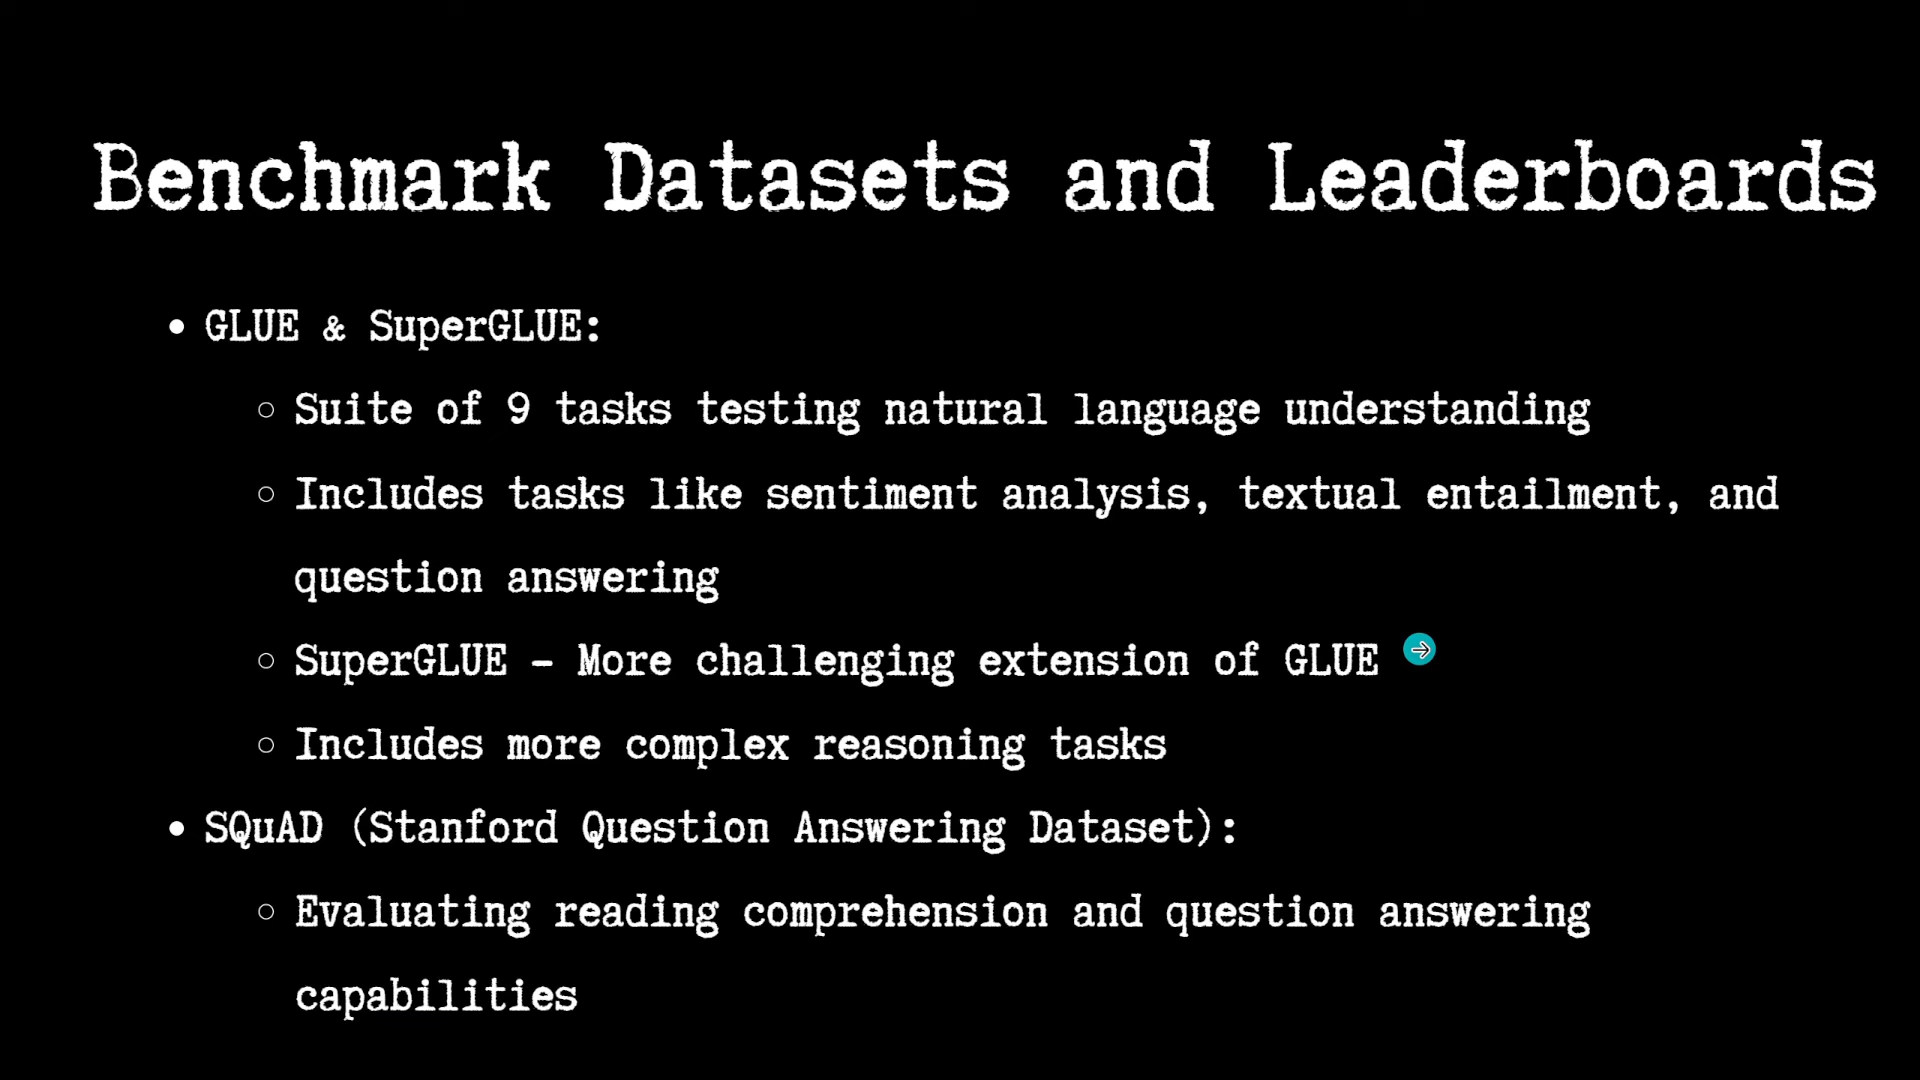 Benchmark Datasets and Leaderboards
• GLUE & SuperGLUE:
○ Suite of 9 tasks testing natural language understanding
○ Includes tasks like sentiment analysis, textual entailment, and
question answering
○ SuperGLUE – More challenging extension of GLUE
○ Includes more complex reasoning tasks
• SQuAD (Stanford Question Answering Dataset):
○ Evaluating reading comprehension and question answering
capabilities